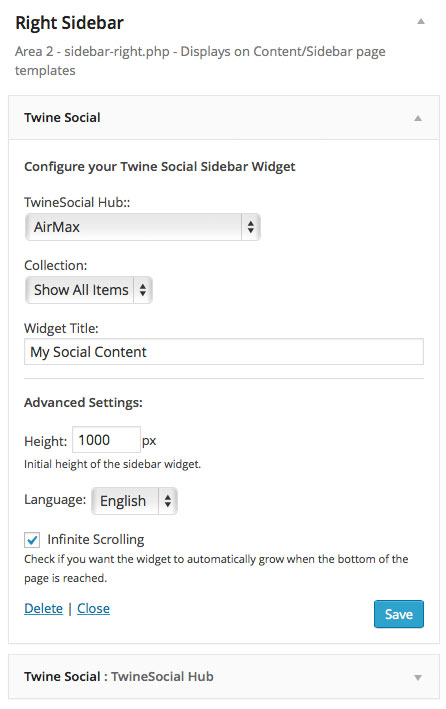 Right Sidebar
Area 2 - sidebar-right.php - Displays on Content/Sidebar page
templates
Twine Social
Configure your Twine Social Sidebar Widget
TwineSocial Hub::
AirMax
Collection:
Show All Items
Widget Title:
My Social Content
Advanced Settings:
Height: 1000 px
Initial height of the sidebar widget.
Language: English
Infinite Scrolling
Check if you want the widget to automatically grow when the bottom of the
page is reached.
Delete | Close Save
Twine Social : TwineSocial Hub